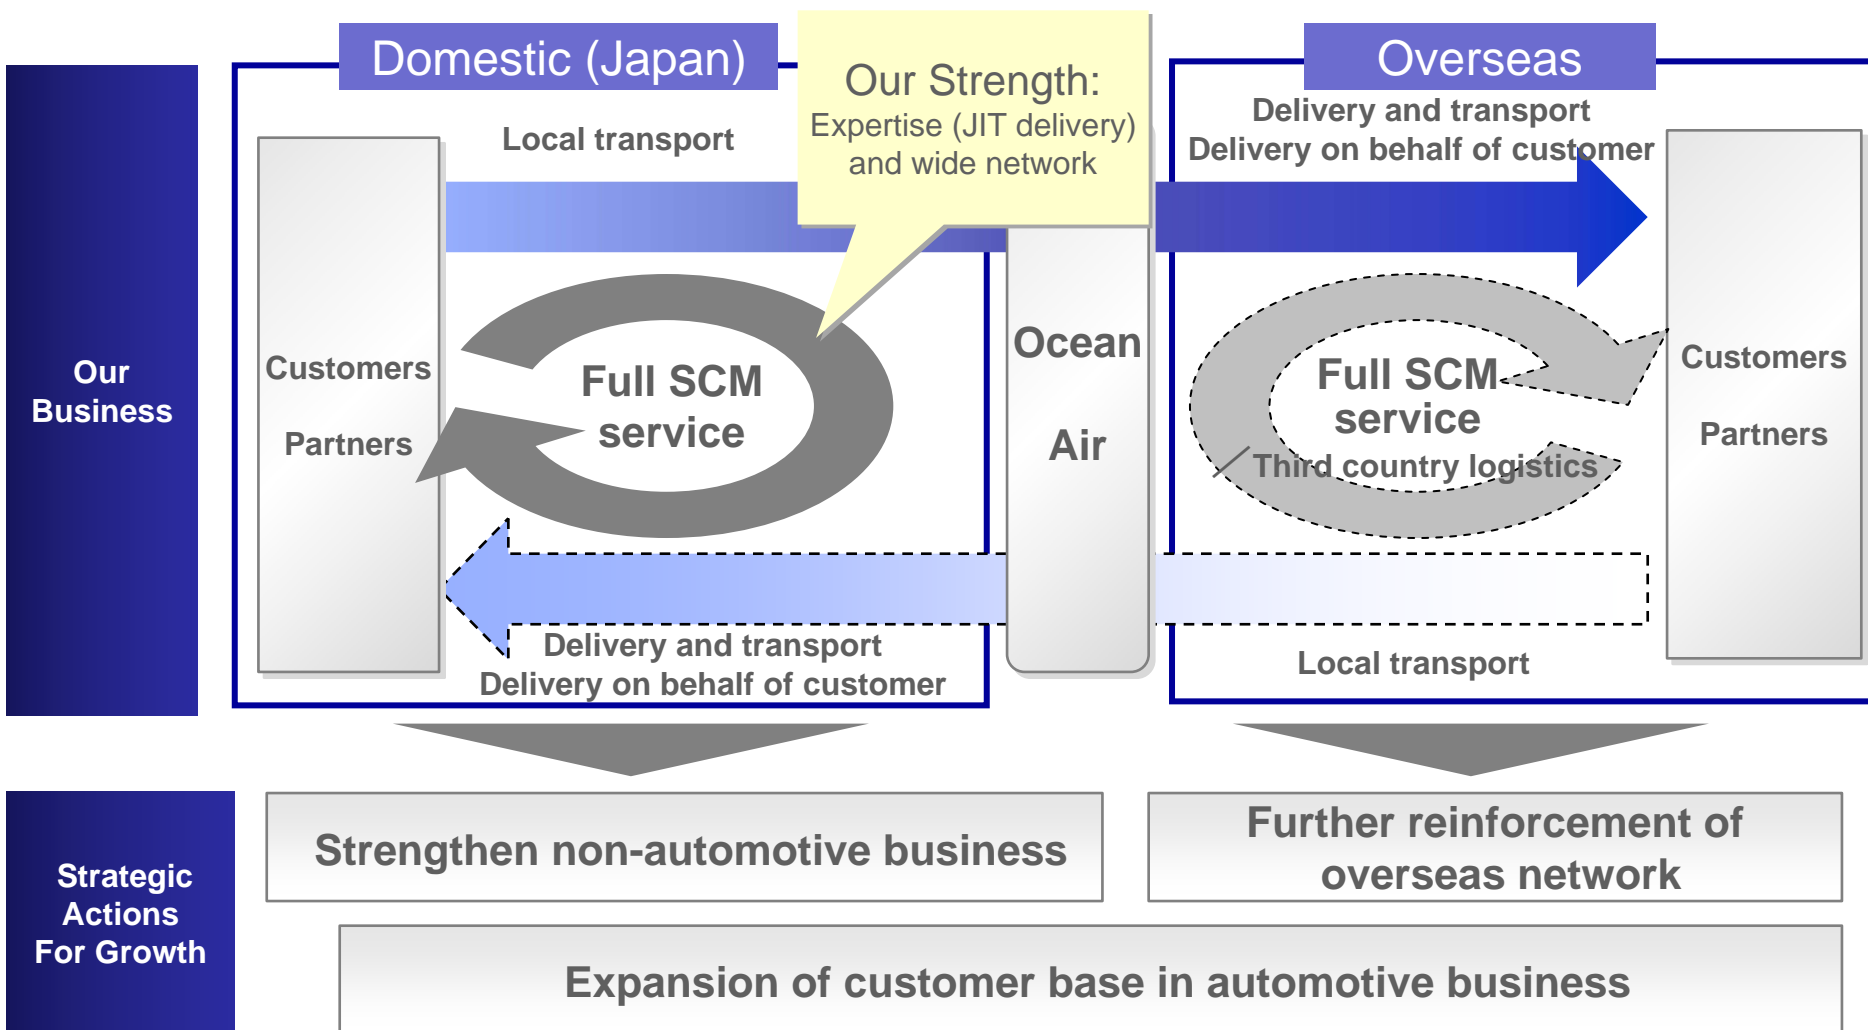 Domestic (Japan)
Our Strength:
Expertise (JIT delivery)
and wide network
Overseas
Local transport
Delivery and transport
Delivery on behalf of customer
Our
Business
Customers
Partners
Full SCM
service
Ocean
Air
Full SCM
service
Third country logistics
Customers
Partners
Delivery and transport
Delivery on behalf of customer
Local transport
Strategic
Actions
For Growth
Strengthen non-automotive business
Further reinforcement of
overseas network
Expansion of customer base in automotive business